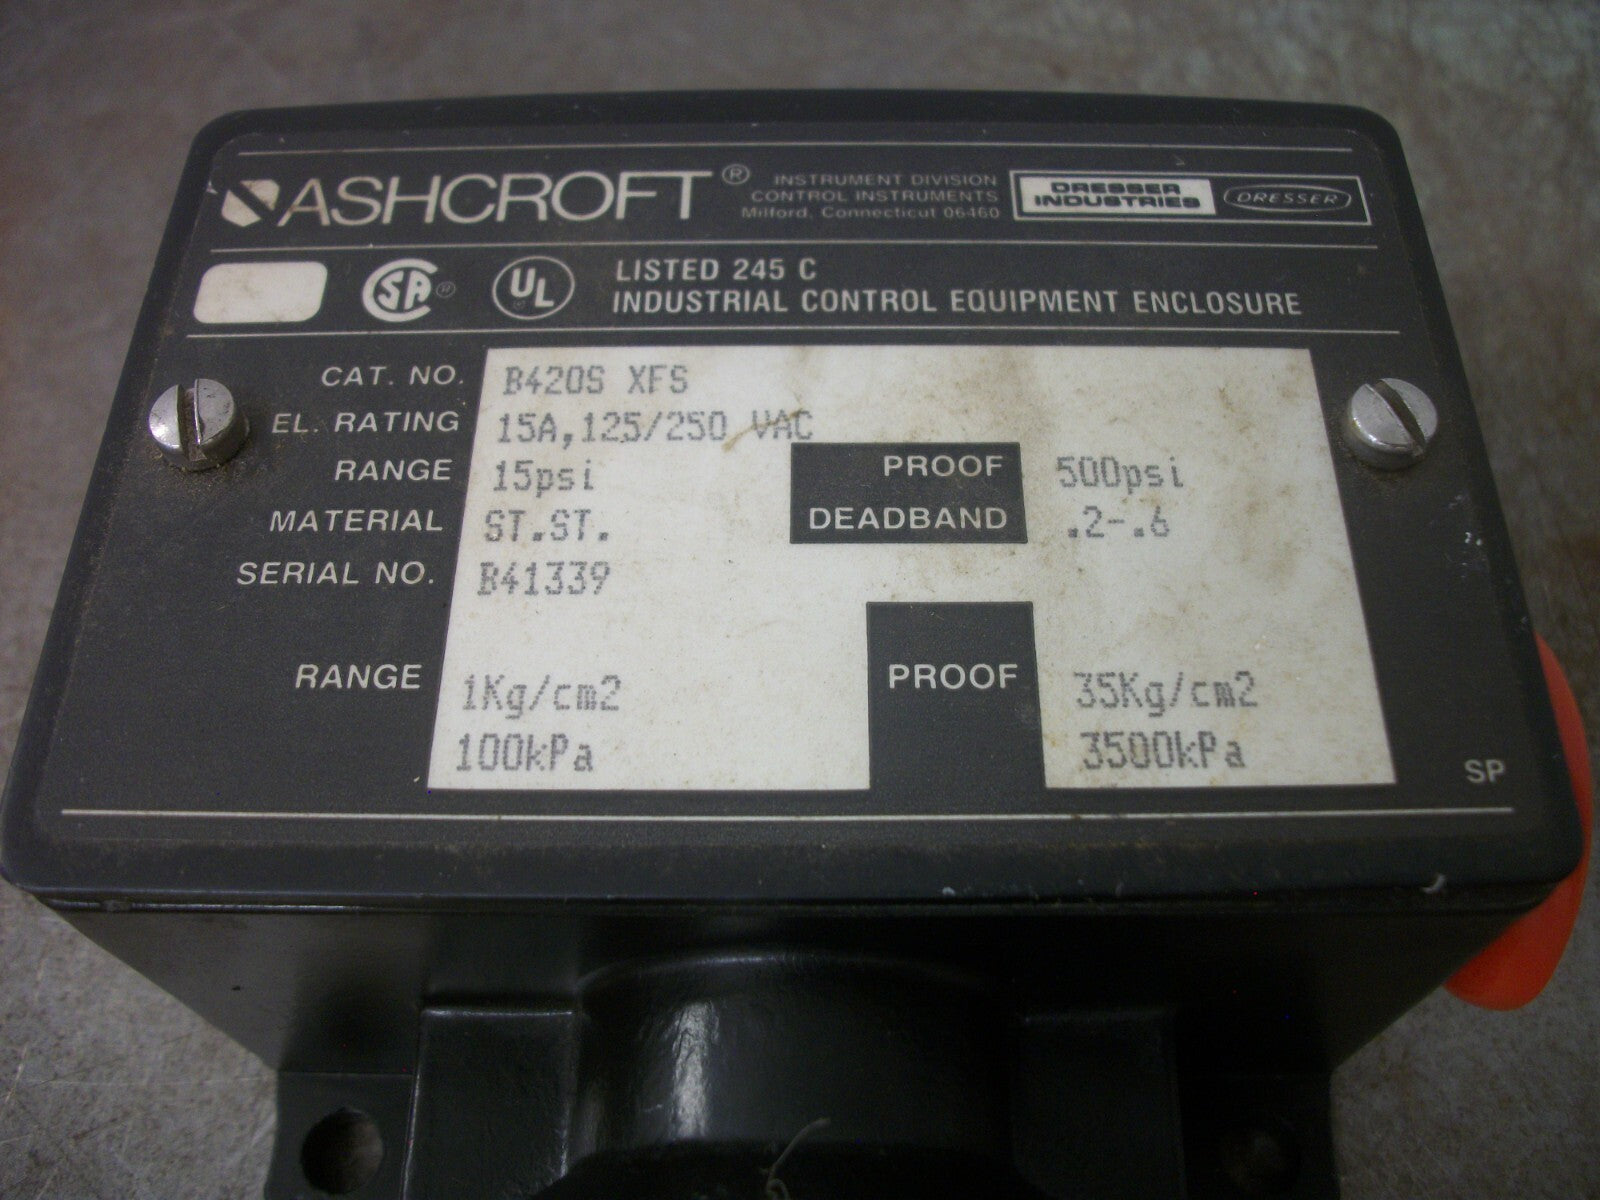 ASHCROFT ®
INSTRUMENT DIVISION
CONTROL INSTRUMENTS
Milford, Connecticut 06460
DRESSER
INDUSTRIES
DRESSER
SA ®
UL
LISTED 245 C
INDUSTRIAL CONTROL EQUIPMENT ENCLOSURE
CAT. NO. B420S XFS
EL. RATING 15A,125/250 VAC
RANGE 15psi PROOF 500psi
MATERIAL ST.ST. DEADBAND .2-.6
SERIAL NO. B41339
RANGE 1Kg/cm2 PROOF 35Kg/cm2
100kPa 3500kPa
SP